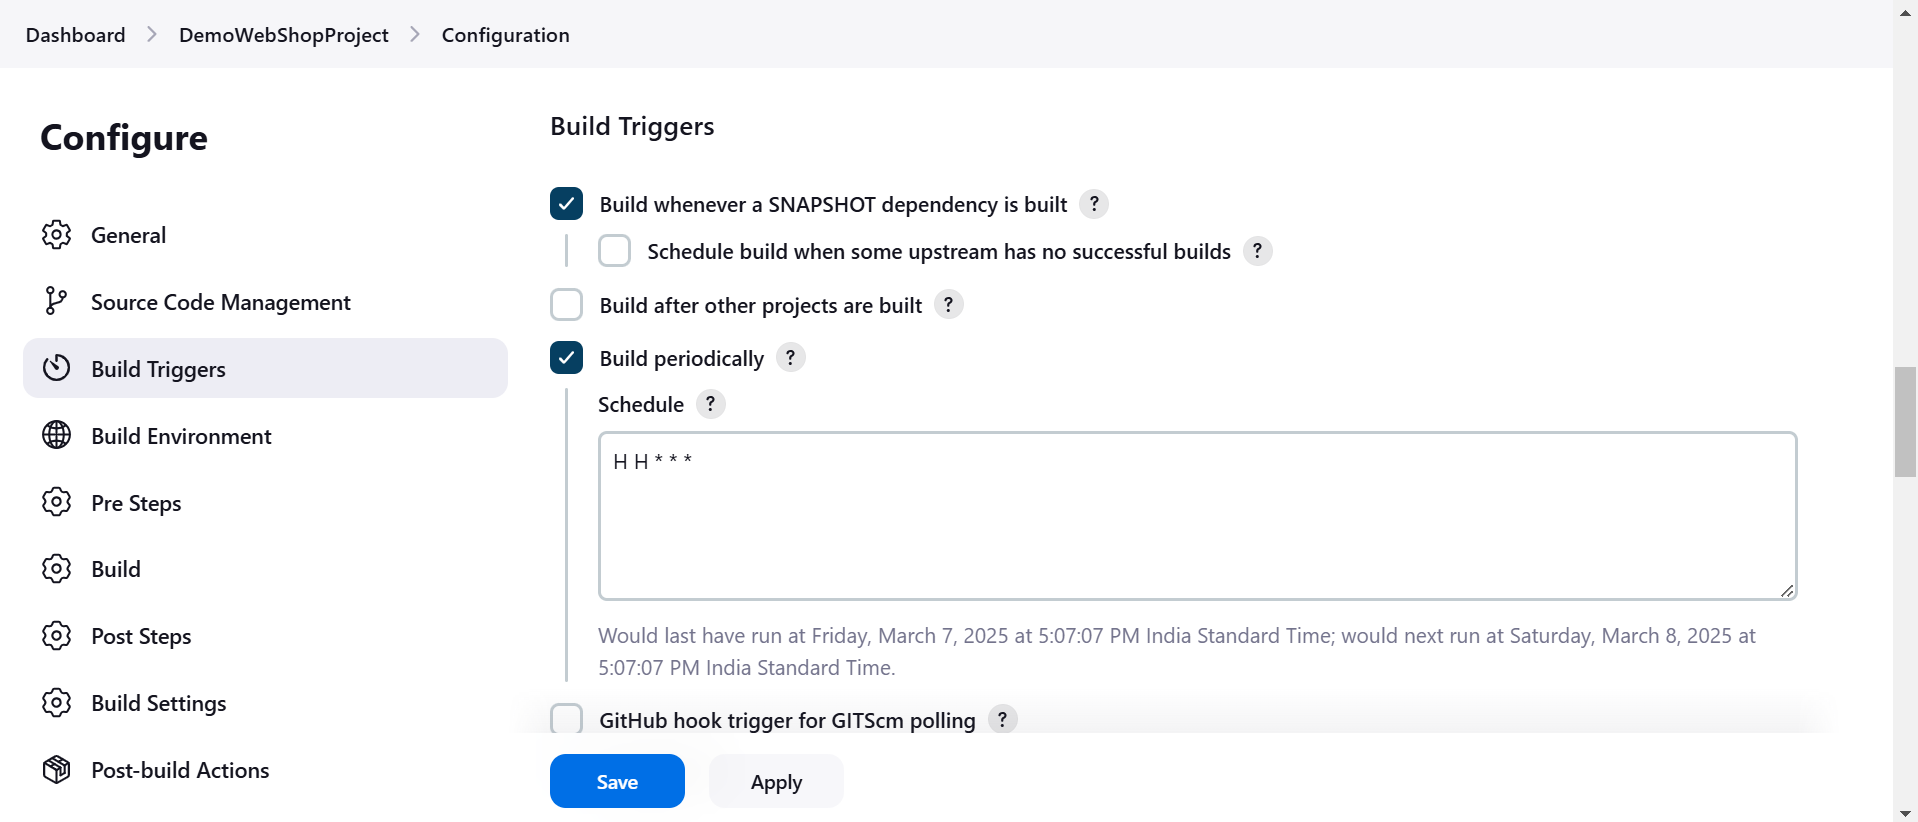 Dashboard
DemoWebShopProject
Configuration
Configure
General
Source Code Management
Build Triggers
Build Environment
Pre Steps
Build
Post Steps
Build Settings
Post-build Actions
Build Triggers
Build whenever a SNAPSHOT dependency is built ?
Schedule build when some upstream has no successful builds ?
Build after other projects are built ?
Build periodically ?
Schedule ?
H H * * *
Would last have run at Friday, March 7, 2025 at 5:07:07 PM India Standard Time; would next run at Saturday, March 8, 2025 at
5:07:07 PM India Standard Time.
GitHub hook trigger for GITScm polling ?
Save
Apply